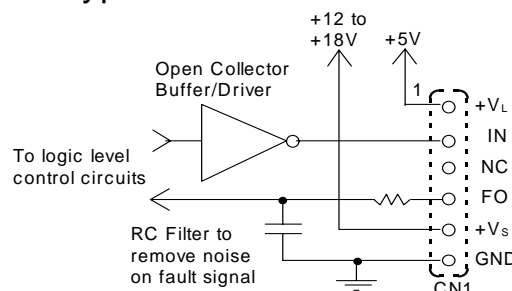 +12 to
+18V
+5V
Open Collector
Buffer/Driver
1
+VL
IN
To logic level
control circuits
NC
FO
RC Filter to
remove noise
on fault signal
+VS
GND
CN1